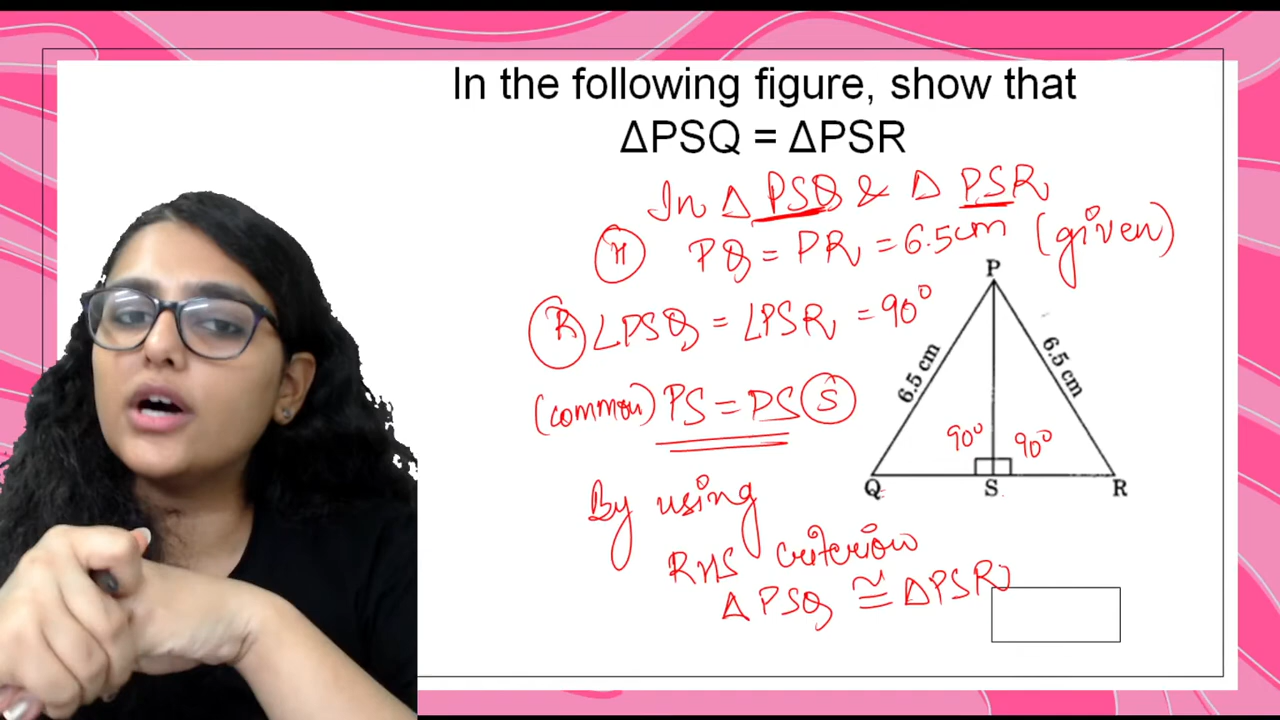 In the following figure, show that
ΔPSQ = ΔPSR
In Δ PSQ & Δ PSR
H PQ = PR = 6.5cm (given)
R ∠PSQ = ∠PSR = 90°
(common) PS = PS S
By using
RHS criterion
Δ PSQ ≅ ΔPSR
P
6.5 cm
6.5 cm
90° 90°
Q S R